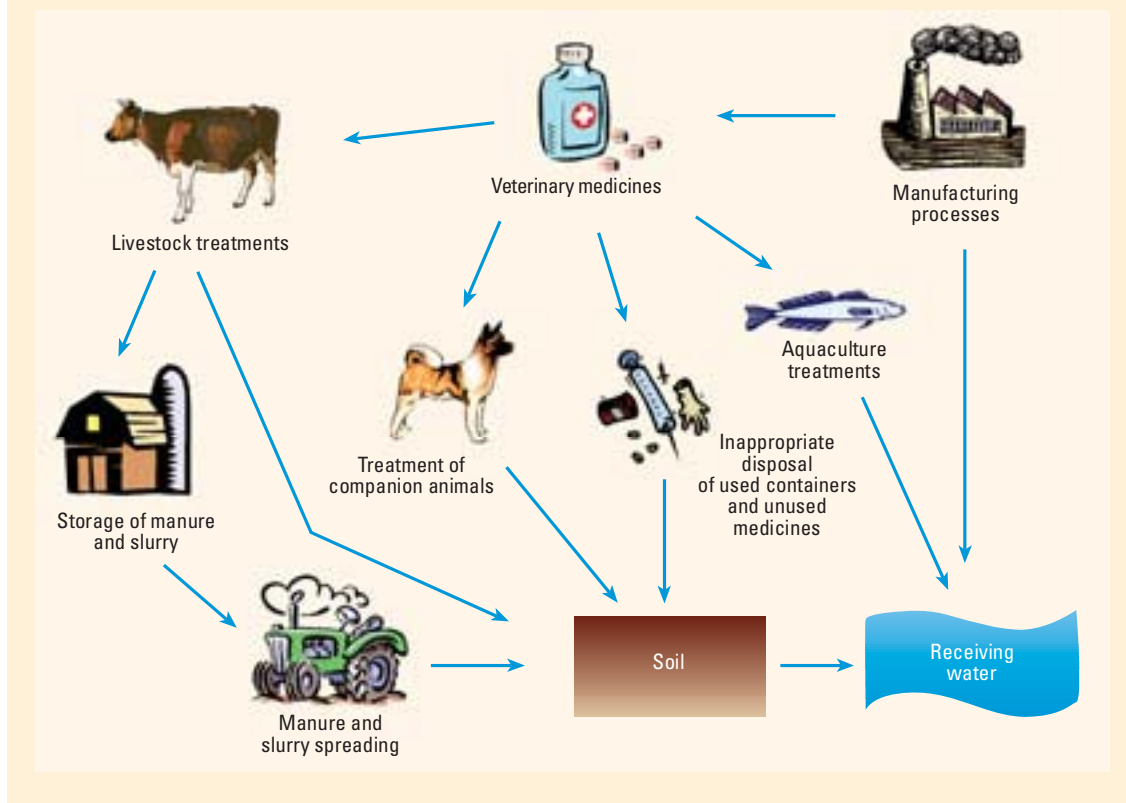 Veterinary medicines
Manufacturing
processes
Livestock treatments
Aquaculture
treatments
Treatment of
companion animals
Inappropriate
disposal
of used containers
and unused
medicines
Storage of manure
and slurry
Soil
Receiving
water
Manure and
slurry spreading